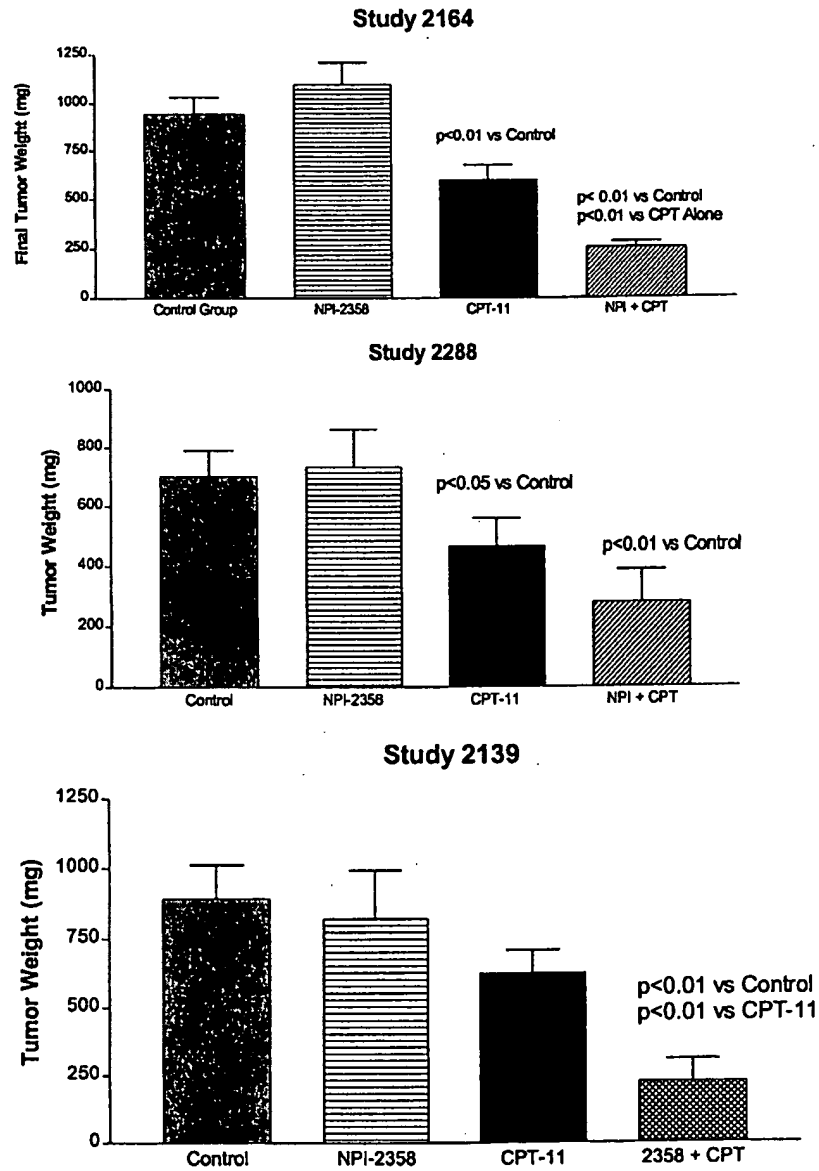 Study 2164
Final Tumor Weight (mg)
1250
1000
750
500
250
0
p<0.01 vs Control
p< 0.01 vs Control
p<0.01 vs CPT Alone
Control Group NPI-2358 CPT-11 NPI + CPT
Study 2288
Tumor Weight (mg)
1000
800
600
400
200
0
p<0.05 vs Control
p<0.01 vs Control
Control NPI-2358 CPT-11 NPI + CPT
Study 2139
Tumor Weight (mg)
1250
1000
750
500
250
0
p<0.01 vs Control
p<0.01 vs CPT-11
Control NPI-2358 CPT-11 2358 + CPT